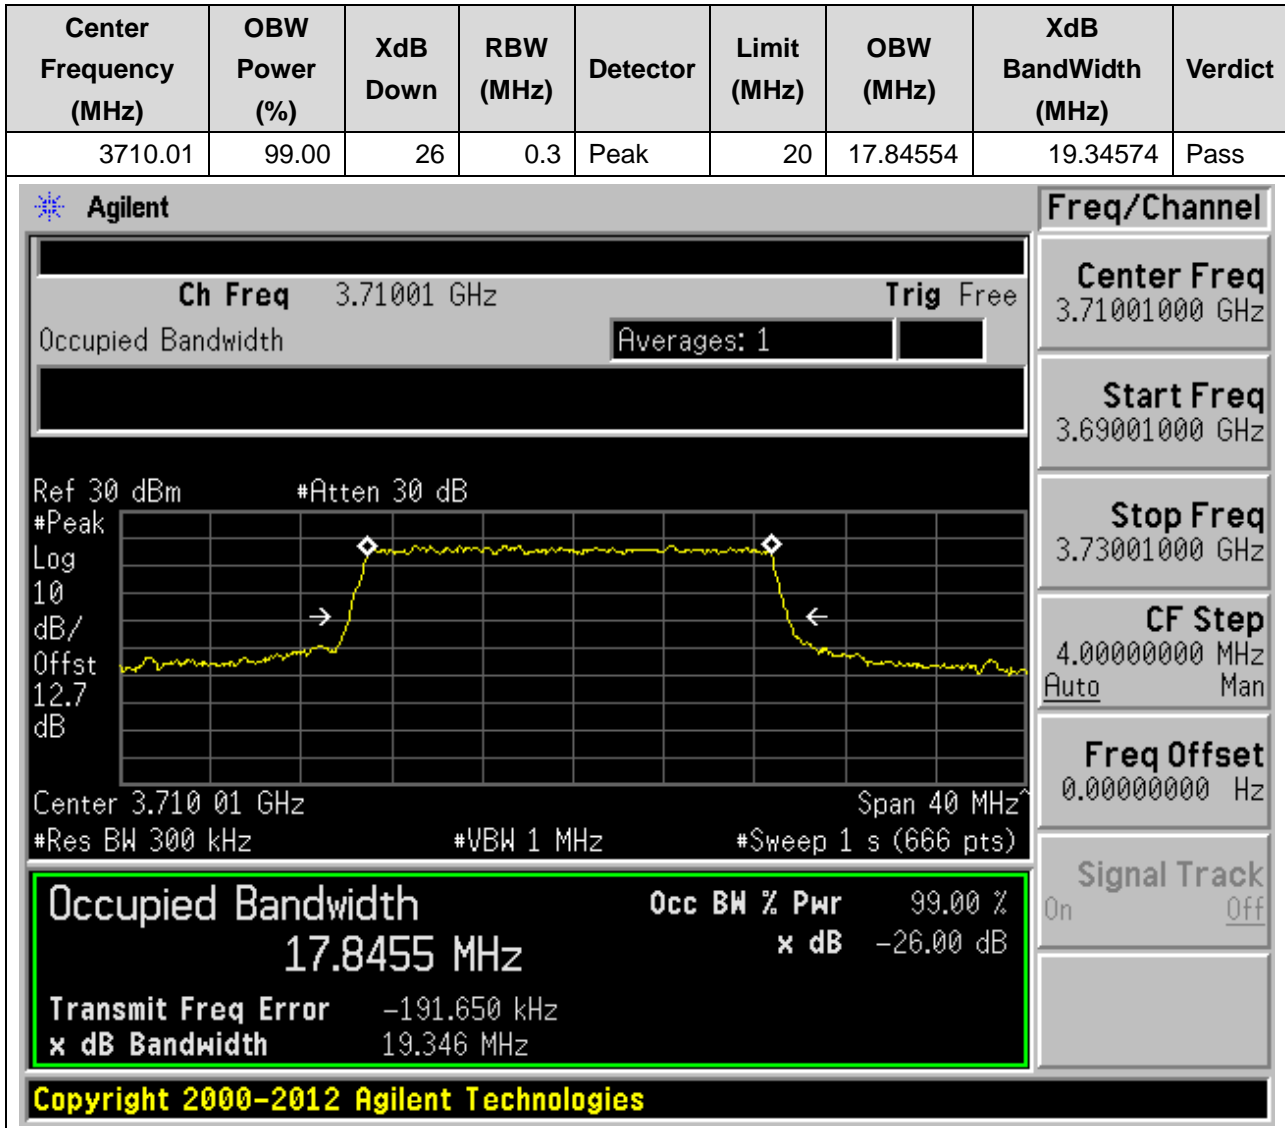 Center Frequency (MHz) OBW Power (%) XdB Down RBW (MHz) Detector Limit (MHz) OBW (MHz) XdB BandWidth (MHz) Verdict
3710.01 99.00 26 0.3 Peak 20 17.84554 19.34574 Pass
Agilent
Freq/Channel
Ch Freq 3.71001 GHz Trig Free
Occupied Bandwidth Averages: 1
Ref 30 dBm #Atten 30 dB
#Peak
Log
10
dB/
Offst
12.7
dB
Center 3.710 01 GHz Span 40 MHz^
#Res BW 300 kHz #VBW 1 MHz #Sweep 1 s (666 pts)
Occupied Bandwidth Occ BW % Pwr 99.00 %
17.8455 MHz x dB -26.00 dB
Transmit Freq Error -191.650 kHz
x dB Bandwidth 19.346 MHz
Center Freq
3.71001000 GHz
Start Freq
3.69001000 GHz
Stop Freq
3.73001000 GHz
CF Step
4.00000000 MHz
Auto Man
Freq Offset
0.00000000 Hz
Signal Track
On Off
Copyright 2000-2012 Agilent Technologies